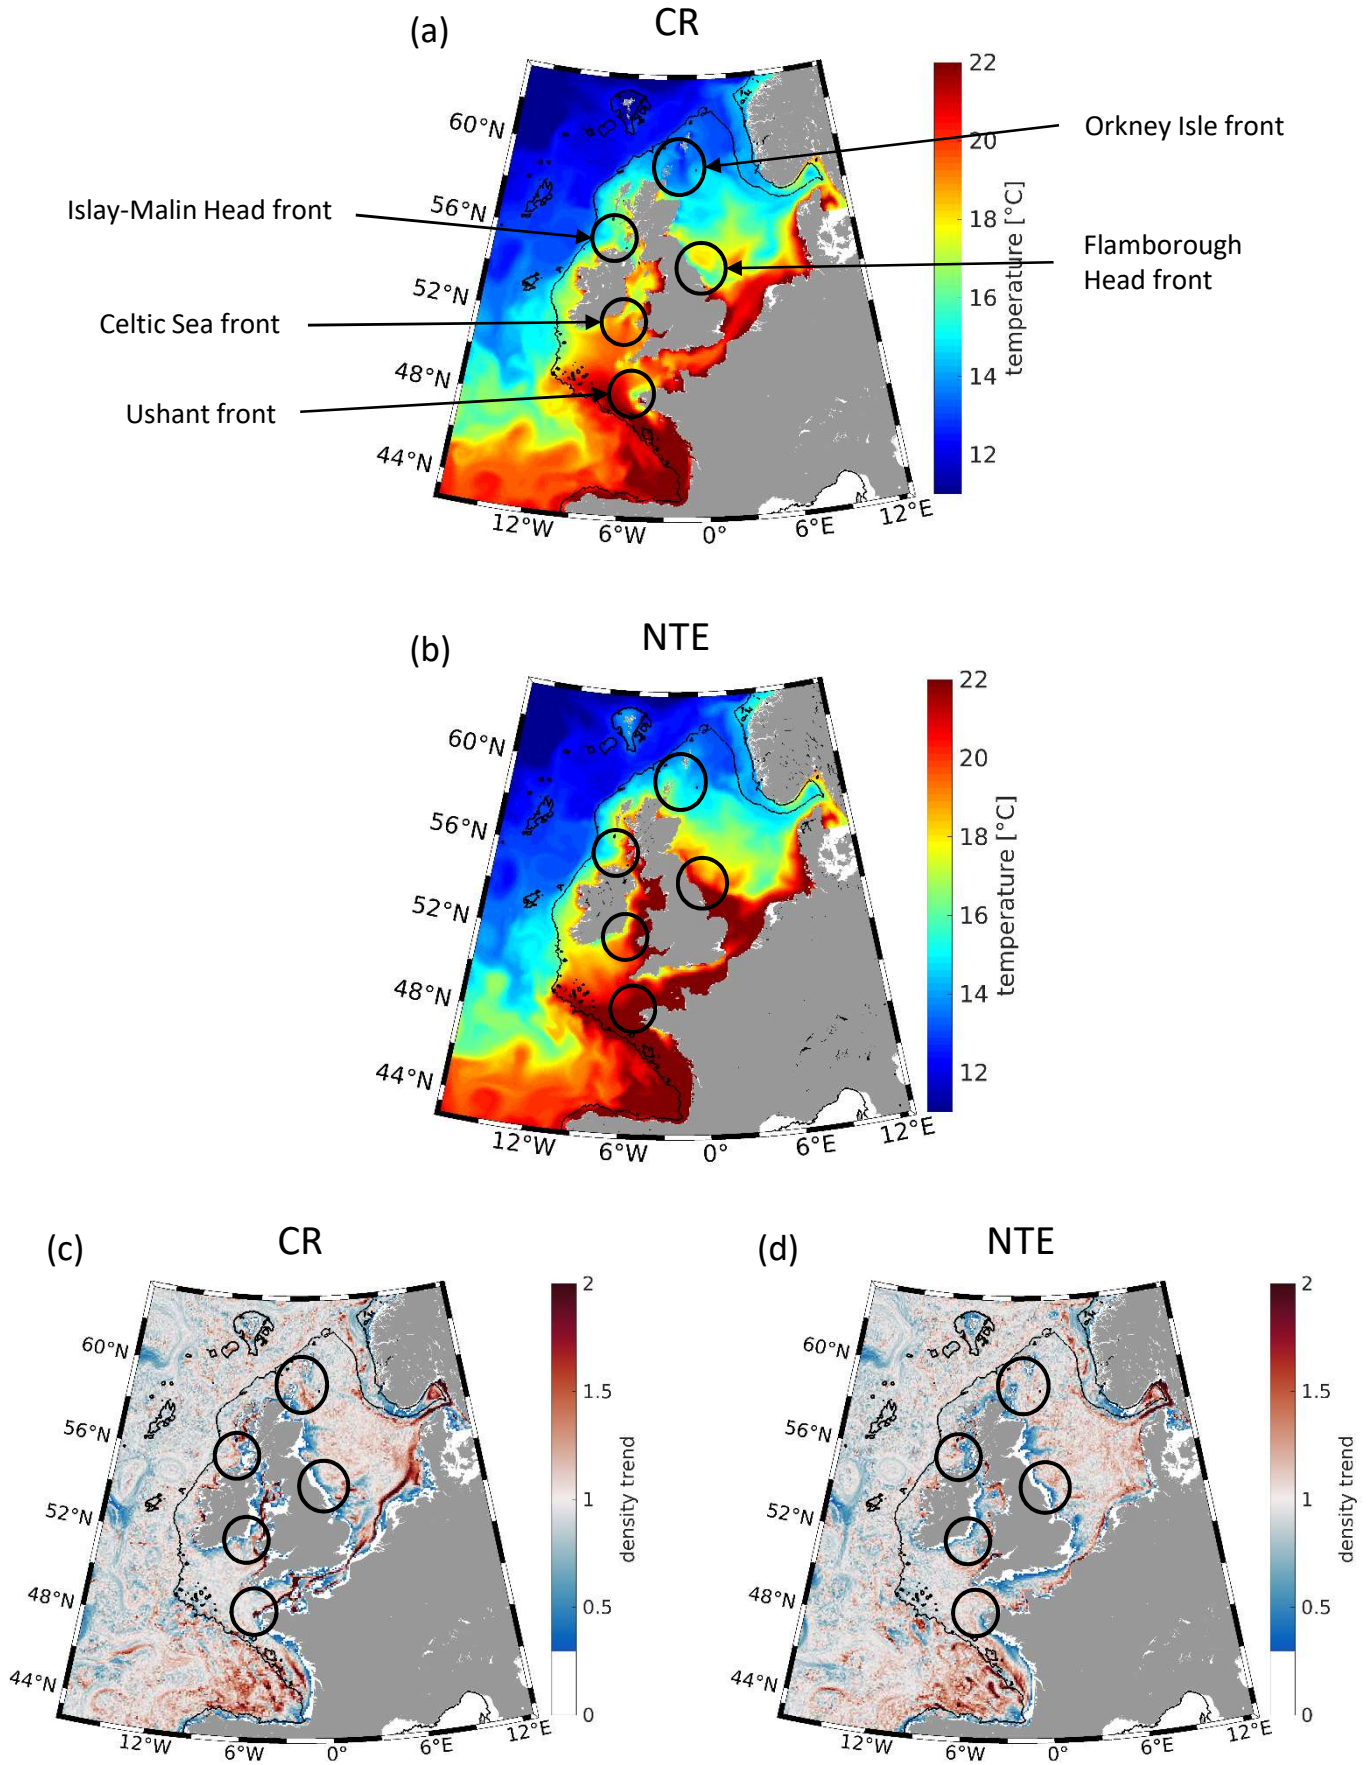 (a)
CR
Orkney Isle front
Islay-Malin Head front
Flamborough
Head front
Celtic Sea front
Ushant front
60°N
56°N
52°N
48°N
44°N
12°W
6°W
0°
6°E
12°E
22
20
18
16
14
12
temperature [°C]
(b)
NTE
60°N
56°N
52°N
48°N
44°N
12°W
6°W
0°
6°E
12°E
22
20
18
16
14
12
temperature [°C]
(c)
CR
60°N
56°N
52°N
48°N
44°N
12°W
6°W
0°
6°E
12°E
2
1.5
1
0.5
0
density trend
(d)
NTE
60°N
56°N
52°N
48°N
44°N
12°W
6°W
0°
6°E
12°E
2
1.5
1
0.5
0
density trend